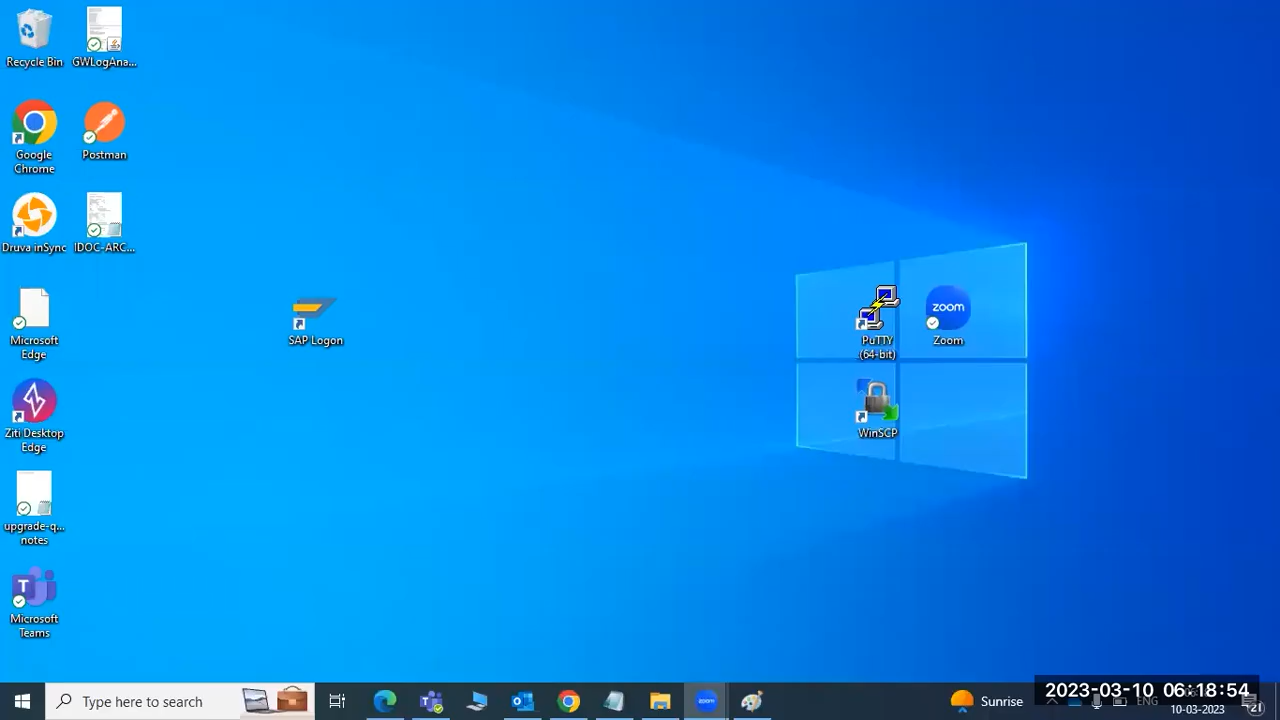 Recycle Bin
GWLogAna...
Google
Chrome
Postman
Druva inSync
IDOC-ARC...
Microsoft
Edge
SAP Logon
PuTTY
(64-bit)
zoom
Zoom
Ziti Desktop
Edge
WinSCP
upgrade-q...
notes
T
Microsoft
Teams
Type here to search
zoom
Sunrise
2023-03-10 06:18:54
ENG
10-03-2023
21